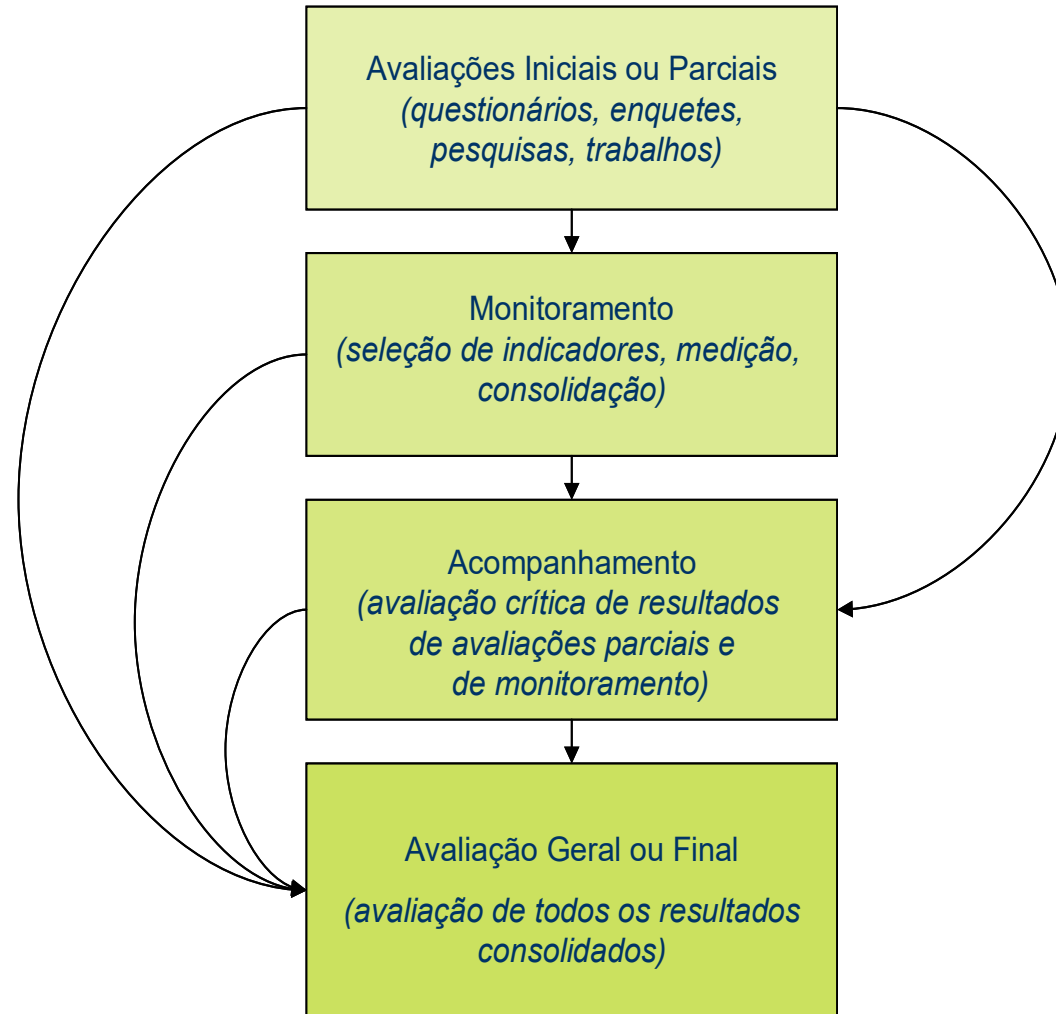 Avaliações Iniciais ou Parciais
(questionários, enquetes,
pesquisas, trabalhos)
Monitoramento
(seleção de indicadores, medição,
consolidação)
Acompanhamento
(avaliação crítica de resultados
de avaliações parciais e
de monitoramento)
Avaliação Geral ou Final
(avaliação de todos os resultados
consolidados)